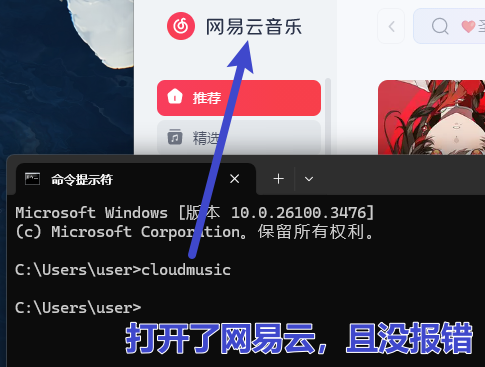 网易云音乐
推荐
精选
命令提示符
Microsoft Windows [版本 10.0.26100.3476]
(c) Microsoft Corporation。保留所有权利。
C:\Users\user>cloudmusic
C:\Users\user>
打开了网易云，且没报错